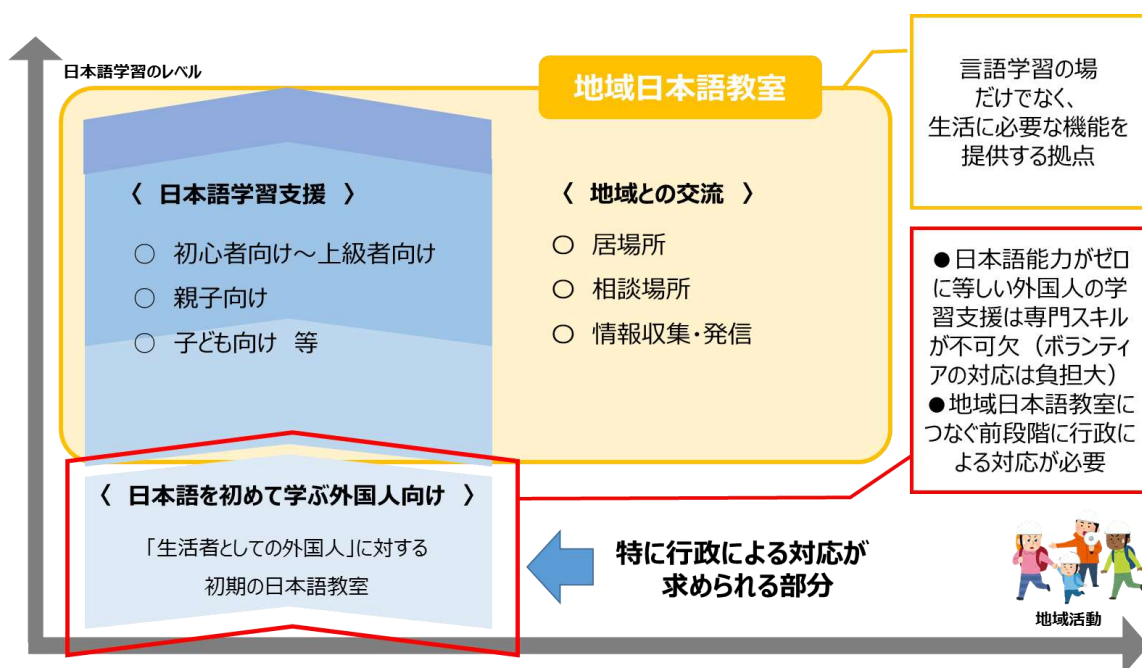 日本語学習のレベル
地域日本語教室
言語学習の場
だけでなく、
生活に必要な機能を
提供する拠点
〈 日本語学習支援 〉
○ 初心者向け～上級者向け
○ 親子向け
○ 子ども向け 等
〈 地域との交流 〉
○ 居場所
○ 相談場所
○ 情報収集・発信
●日本語能力がゼロ
に等しい外国人の学
習支援は専門スキル
が不可欠（ボランティ
アの対応は負担大）
●地域日本語教室に
つなぐ前段階に行政に
よる対応が必要
〈 日本語を初めて学ぶ外国人向け 〉
「生活者としての外国人」に対する
初期の日本語教室
特に行政による対応が
求められる部分
地域活動